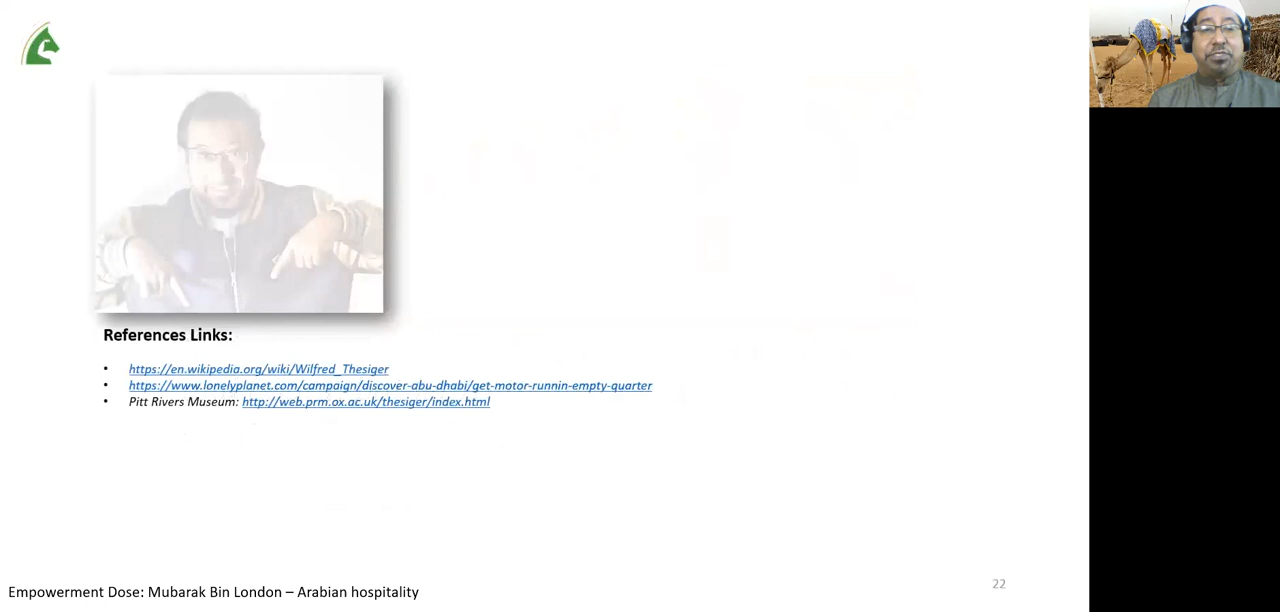 References Links:
• https://en.wikipedia.org/wiki/Wilfred_Thesiger
• https://www.lonelyplanet.com/campaign/discover-abu-dhabi/get-motor-runnin-empty-quarter
• Pitt Rivers Museum: http://web.prm.ox.ac.uk/thesiger/index.html
22
Empowerment Dose: Mubarak Bin London – Arabian hospitality